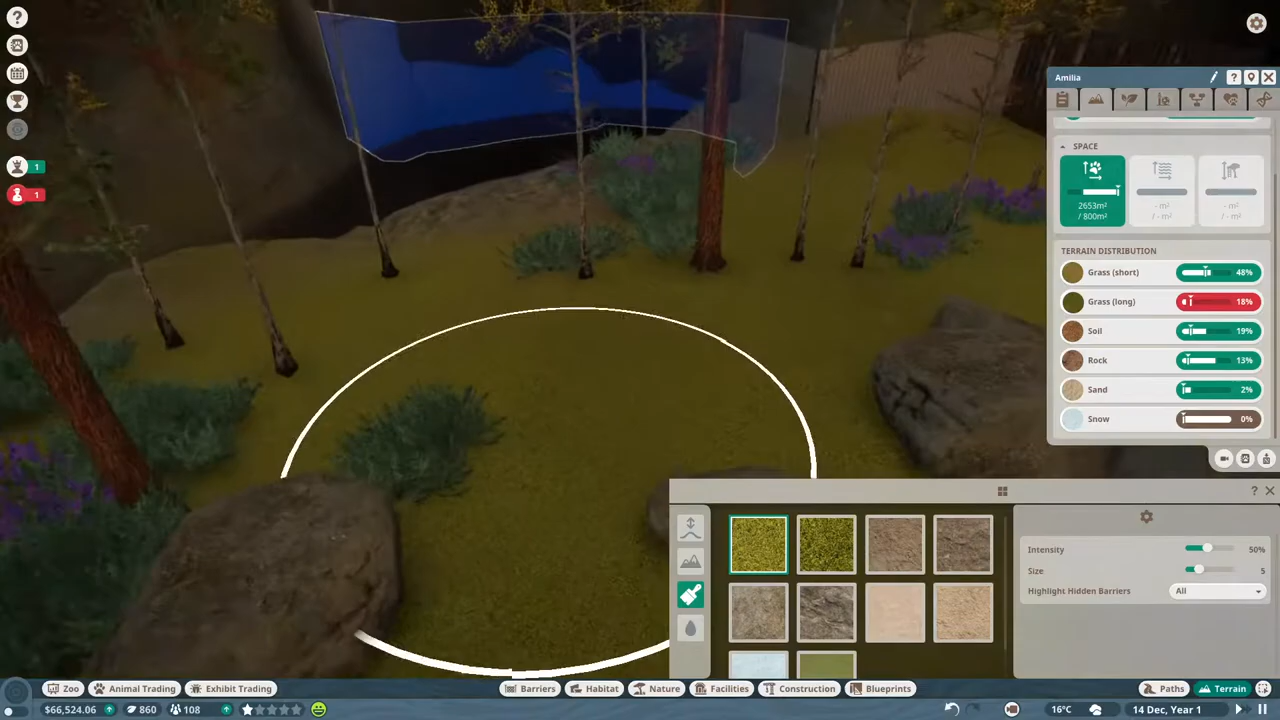 ?
1
1
Amilia
?
SPACE
2653m²
/ 800m²
- m²
/ - m²
- m²
/ - m²
TERRAIN DISTRIBUTION
Grass (short) 48%
Grass (long) 18%
Soil 19%
Rock 13%
Sand 2%
Snow 0%
?
Intensity 50%
Size 5
Highlight Hidden Barriers All
Zoo
Animal Trading
Exhibit Trading
Barriers
Habitat
Nature
Facilities
Construction
Blueprints
Paths
Terrain
$66,524.06
860
108
16°C
14 Dec, Year 1